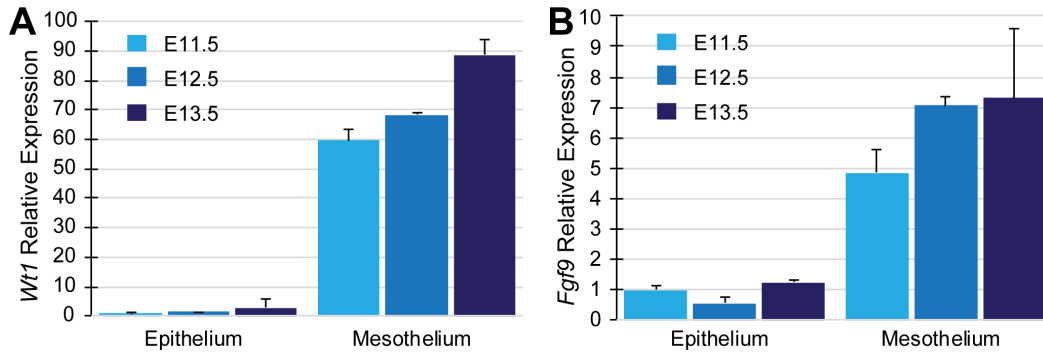 A
Wt1 Relative Expression
100
90
80
70
60
50
40
30
20
10
0
E11.5
E12.5
E13.5
Epithelium
Mesothelium
B
Fgf9 Relative Expression
10
9
8
7
6
5
4
3
2
1
0
E11.5
E12.5
E13.5
Epithelium
Mesothelium